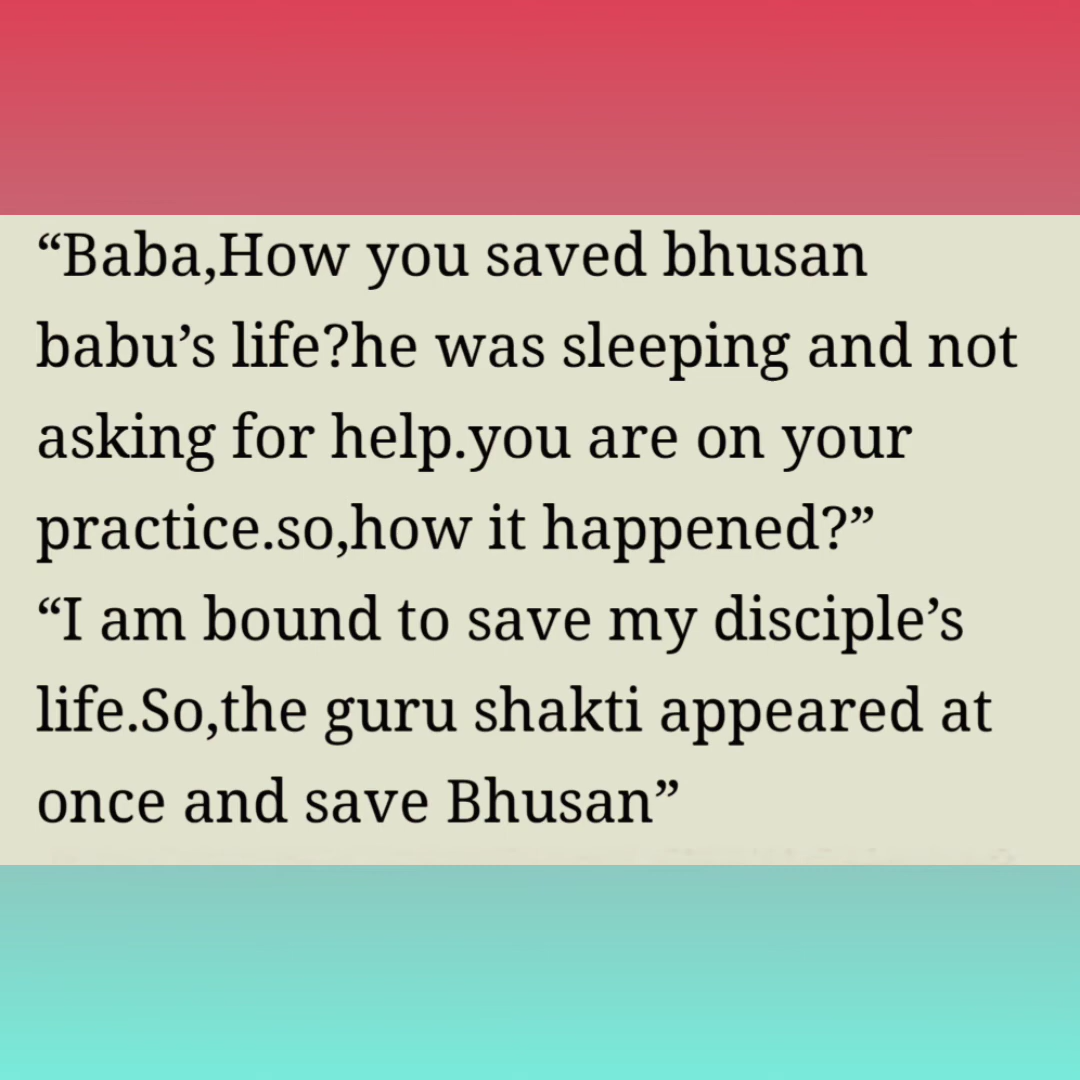 “Baba,How you saved bhusan
babu’s life?he was sleeping and not
asking for help.you are on your
practice.so,how it happened?”
“I am bound to save my disciple’s
life.So,the guru shakti appeared at
once and save Bhusan”